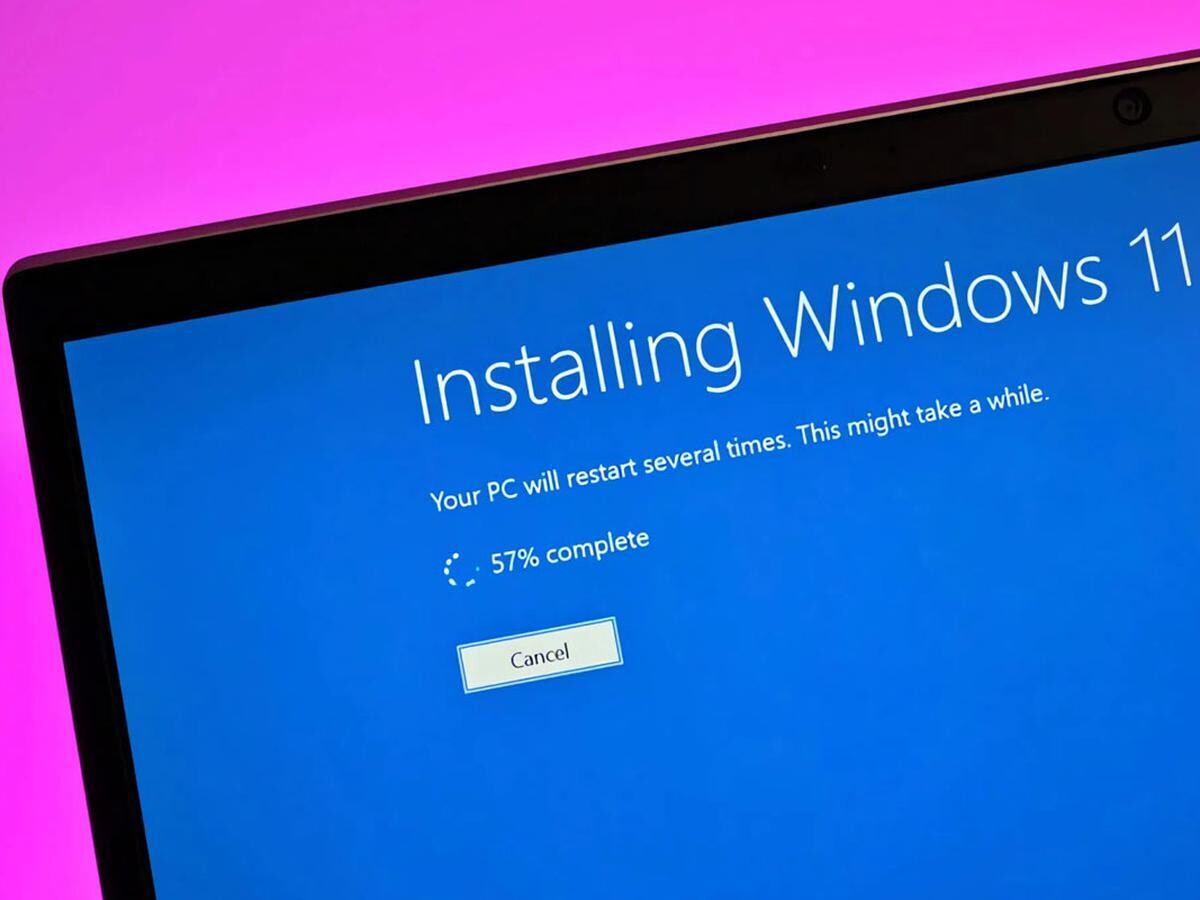 Installing Windows 11
Your PC will restart several times. This might take a while.
57% complete
Cancel